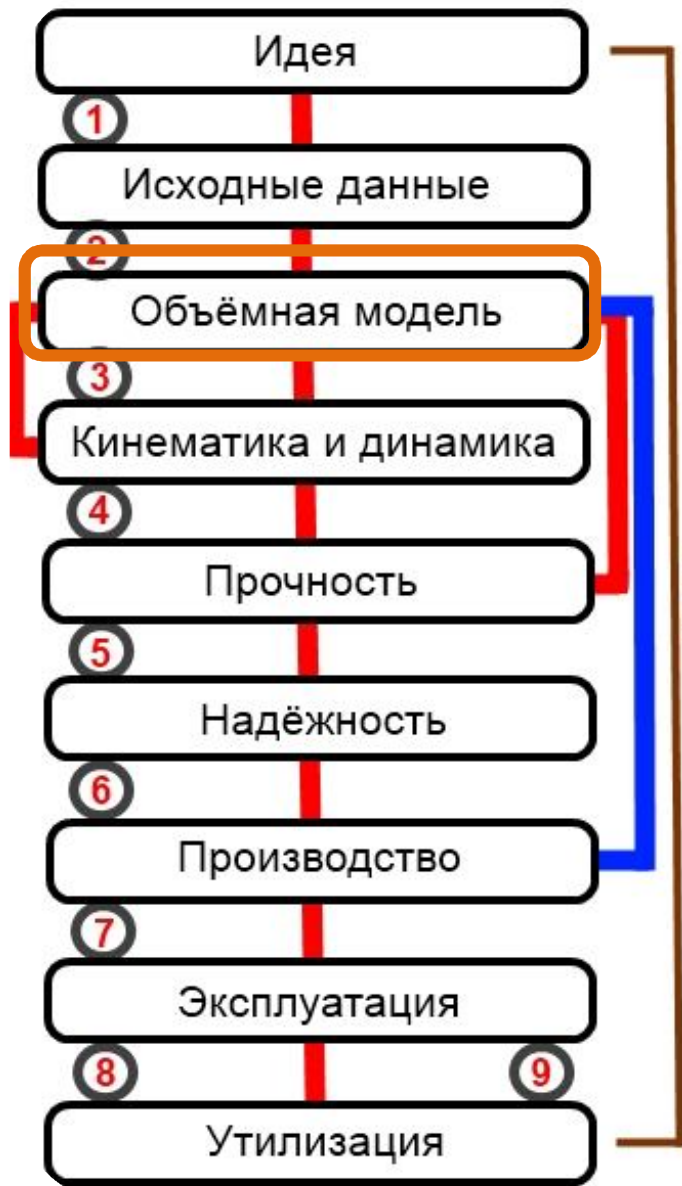 Идея
1
Исходные данные
2
Объёмная модель
3
Кинематика и динамика
4
Прочность
5
Надёжность
6
Производство
7
Эксплуатация
8 9
Утилизация